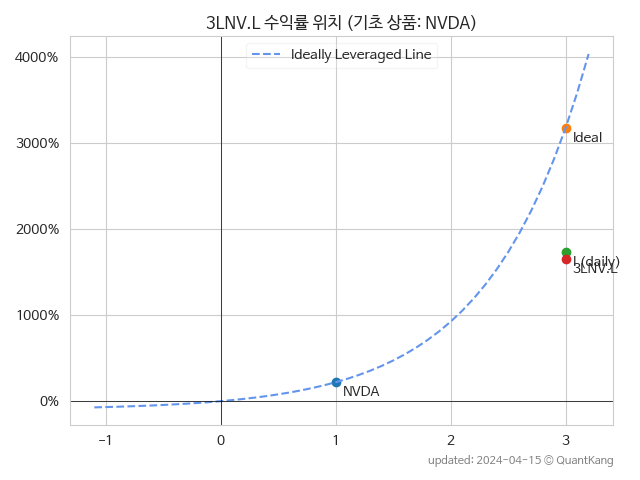 3LNV.L 수익률 위치 (기초 상품: NVDA)
Ideally Leveraged Line
4000%
3000%
2000%
1000%
0%
Ideal
(daily)
3LNV.L
NVDA
-1
0
1
2
3
updated: 2024-04-15 © QuantKang